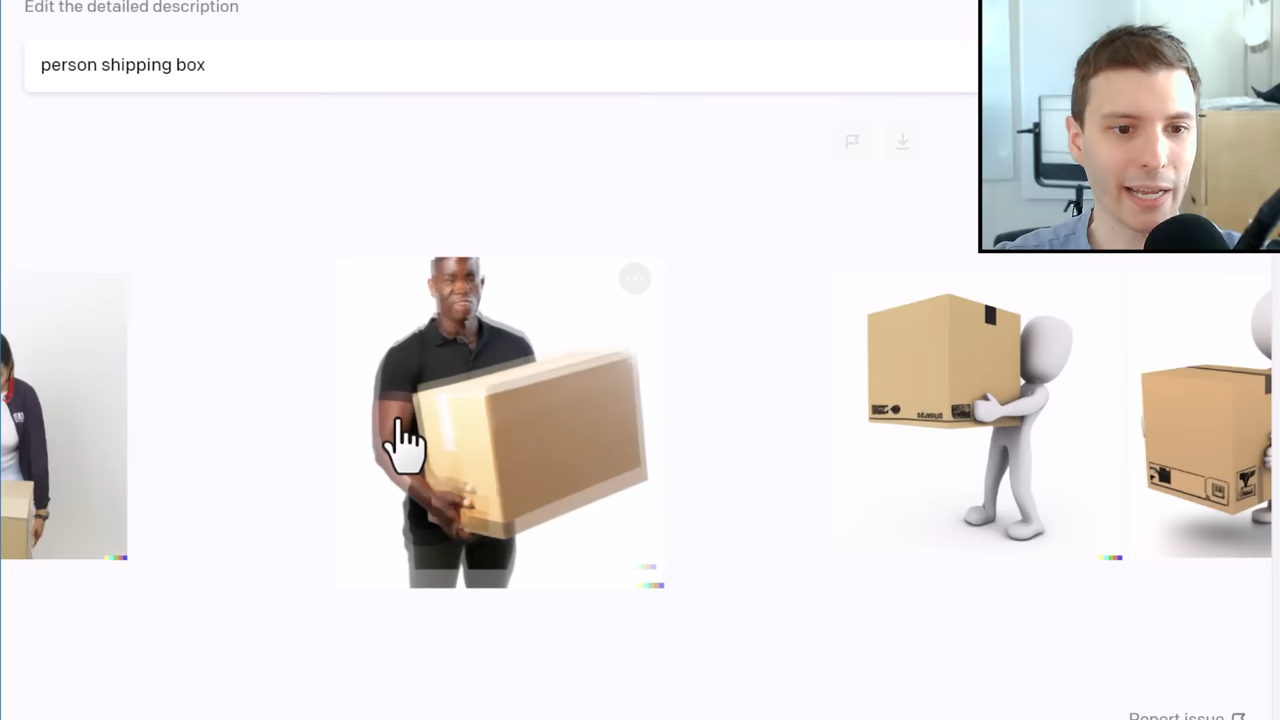 Edit the detailed description
person shipping box
Report issue